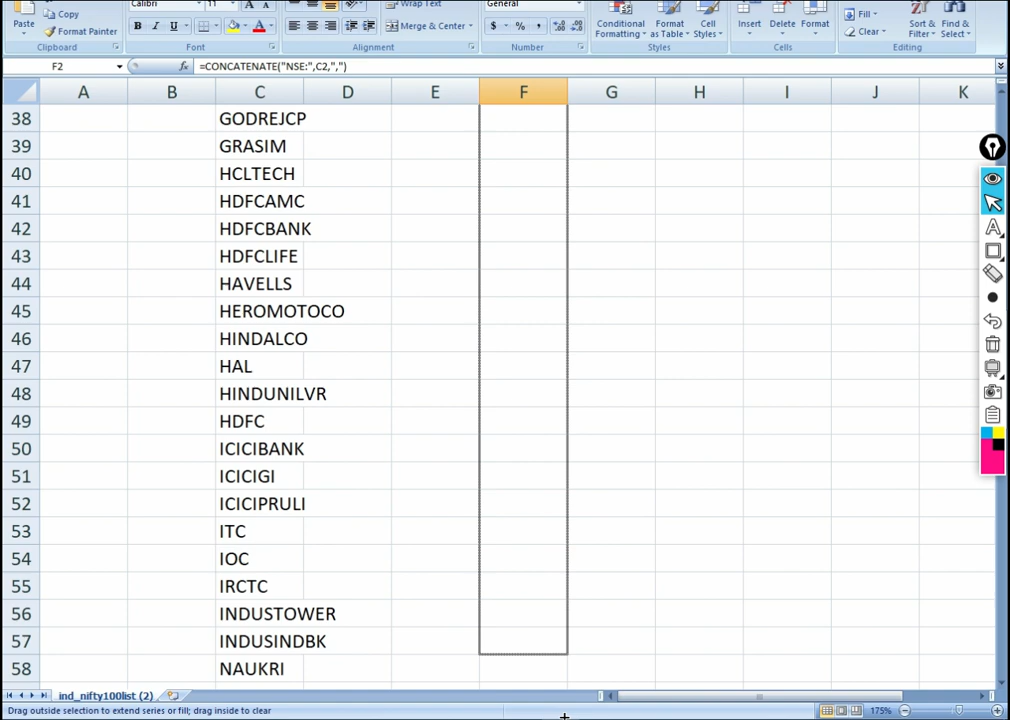 Calibri 11 A A Wrap Text General
Copy
Paste Format Painter
B I U A Merge & Center $ % , Conditional Formatting Format as Table Cell Styles Insert Delete Format Fill Clear Sort & Filter Find & Select
Clipboard Font Alignment Number Styles Cells Editing
F2 fx =CONCATENATE("NSE:",C2,",")
A B C D E F G H I J K
38 GODREJCP
39 GRASIM
40 HCLTECH
41 HDFCAMC
42 HDFCBANK
43 HDFCLIFE
44 HAVELLS
45 HEROMOTOCO
46 HINDALCO
47 HAL
48 HINDUNILVR
49 HDFC
50 ICICIBANK
51 ICICIGI
52 ICICIPRULI
53 ITC
54 IOC
55 IRCTC
56 INDUSTOWER
57 INDUSINDBK
58 NAUKRI
ind_nifty100list (2)
Drag outside selection to extend series or fill; drag inside to clear 175%